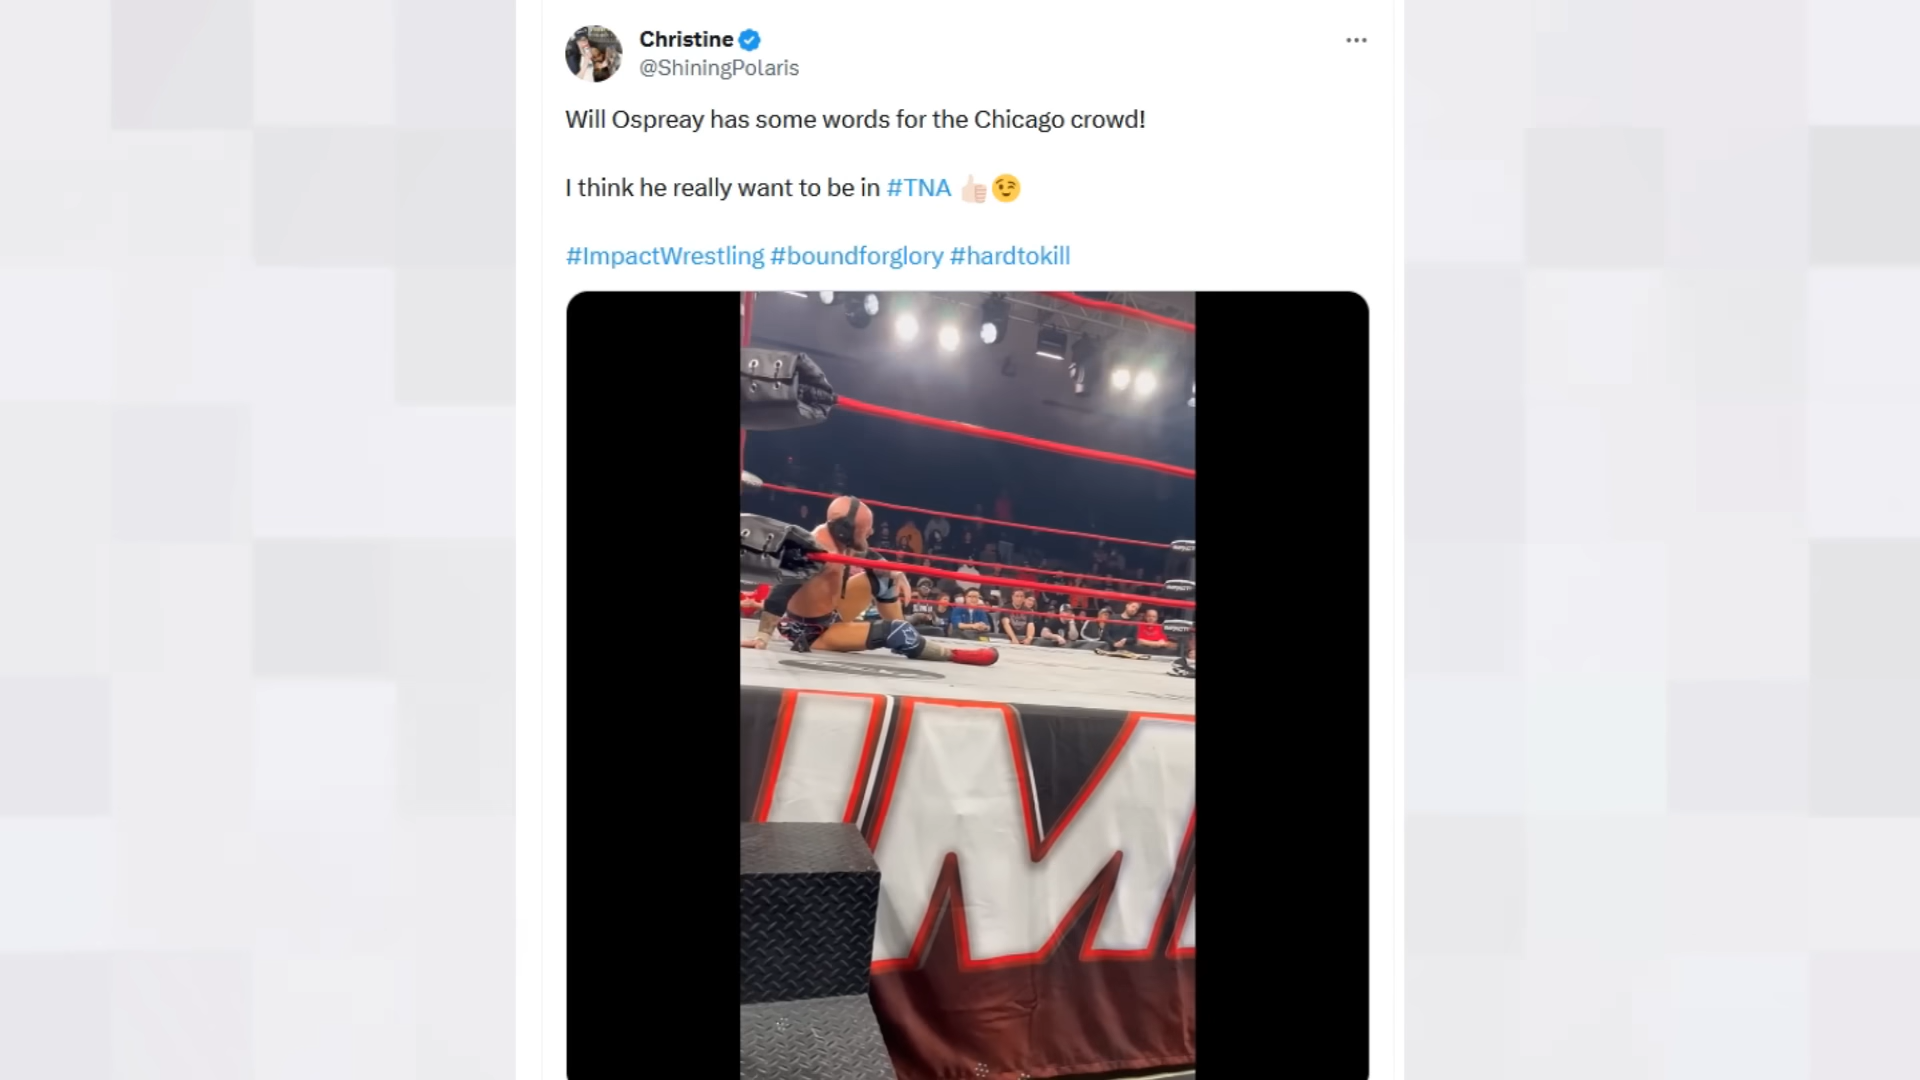 Christine
@ShiningPolaris
Will Ospreay has some words for the Chicago crowd!
I think he really want to be in #TNA 👍🏻😉
#ImpactWrestling #boundforglory #hardtokill
IM